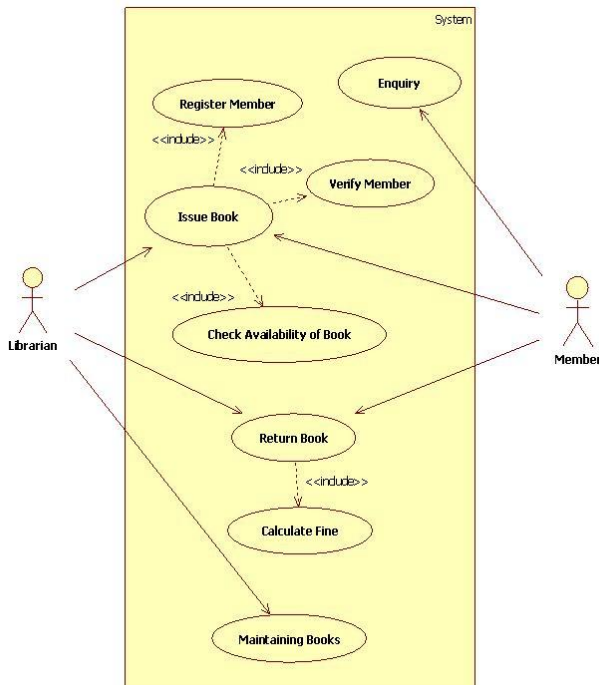 System
Enquiry
Register Member
<<include>>
<<include>>
Verify Member
Issue Book
<<include>>
Check Availability of Book
Librarian
Member
Return Book
<<include>>
Calculate Fine
Maintaining Books